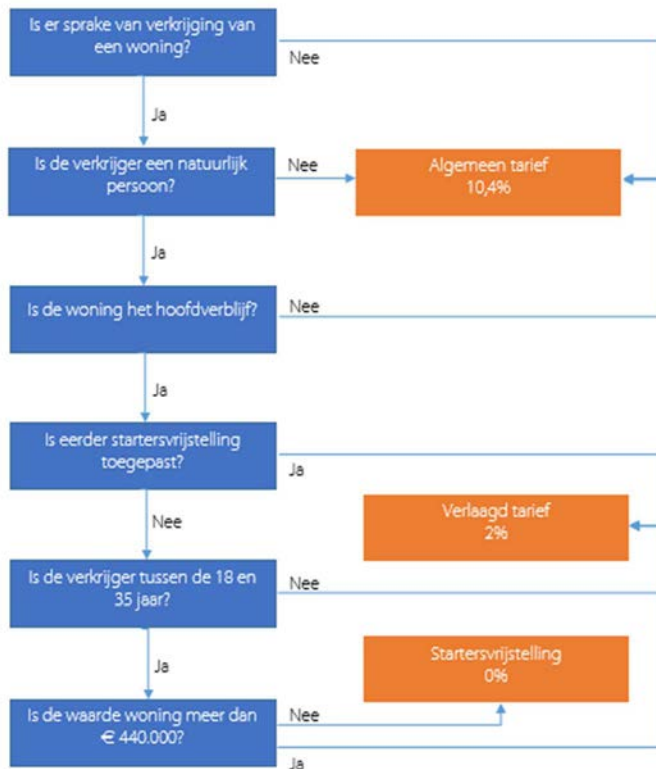 Is er sprake van verkrijging van
een woning?
Nee
Ja
Is de verkrijger een natuurlijk
persoon?
Nee
Algemeen tarief
10,4%
Ja
Is de woning het hoofdverblijf?
Nee
Ja
Is eerder startersvrijstelling
toegepast?
Ja
Nee
Verlaagd tarief
2%
Is de verkrijger tussen de 18 en
35 jaar?
Nee
Ja
Startersvrijstelling
0%
Is de waarde woning meer dan
€ 440.000?
Nee
Ja